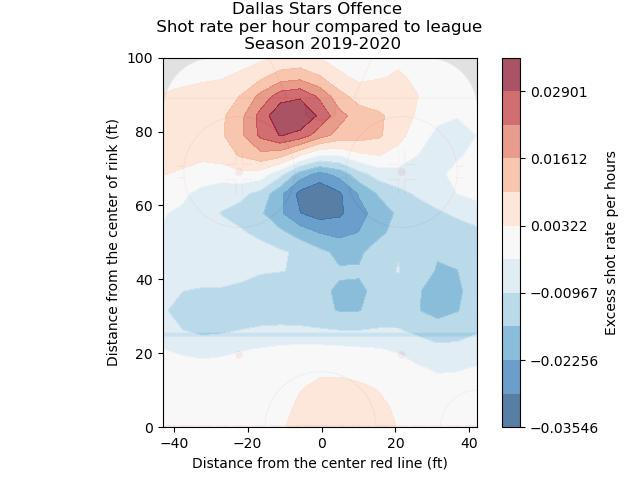 Dallas Stars Offence
Shot rate per hour compared to league
Season 2019-2020
100
80
60
40
20
0
Distance from the center of rink (ft)
−40
−20
0
20
40
Distance from the center red line (ft)
0.02901
0.01612
0.00322
−0.00967
−0.02256
−0.03546
Excess shot rate per hours